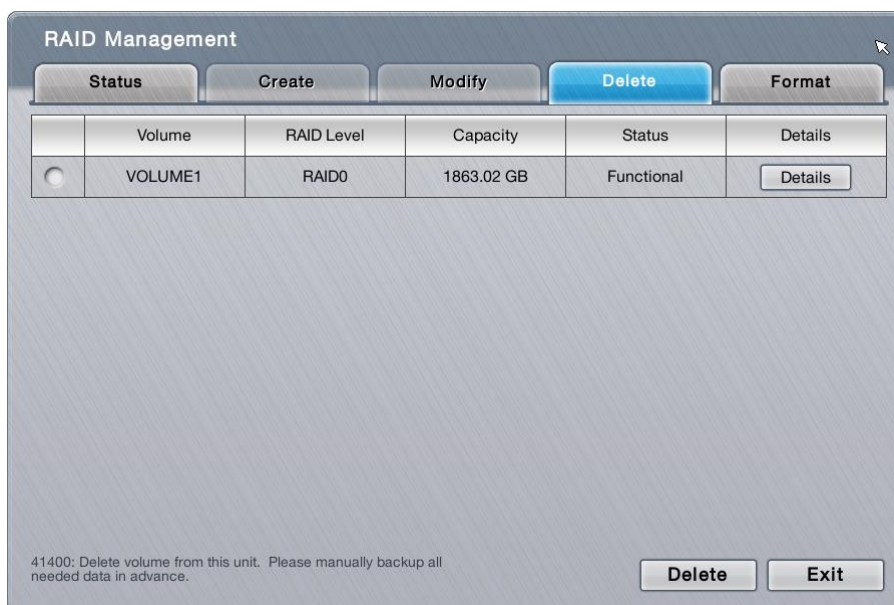 RAID Management
Status Create Modify Delete Format
Volume RAID Level Capacity Status Details
VOLUME1 RAID0 1863.02 GB Functional Details
41400: Delete volume from this unit. Please manually backup all
needed data in advance.
Delete Exit